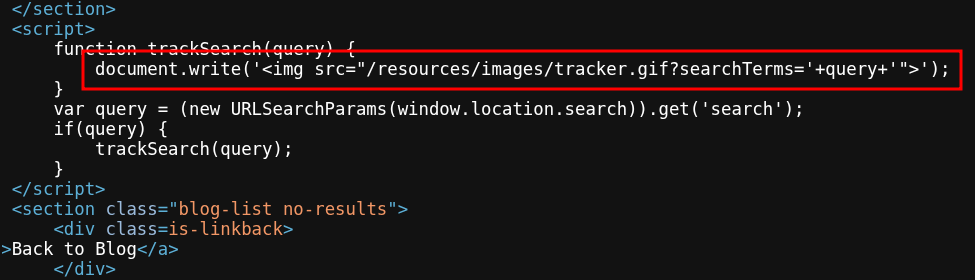 </section>
<script>
function trackSearch(query) {
document.write('<img src="/resources/images/tracker.gif?searchTerms='+query+'">');
}
var query = (new URLSearchParams(window.location.search)).get('search');
if(query) {
trackSearch(query);
}
</script>
<section class="blog-list no-results">
<div class=is-linkback>
>Back to Blog</a>
</div>